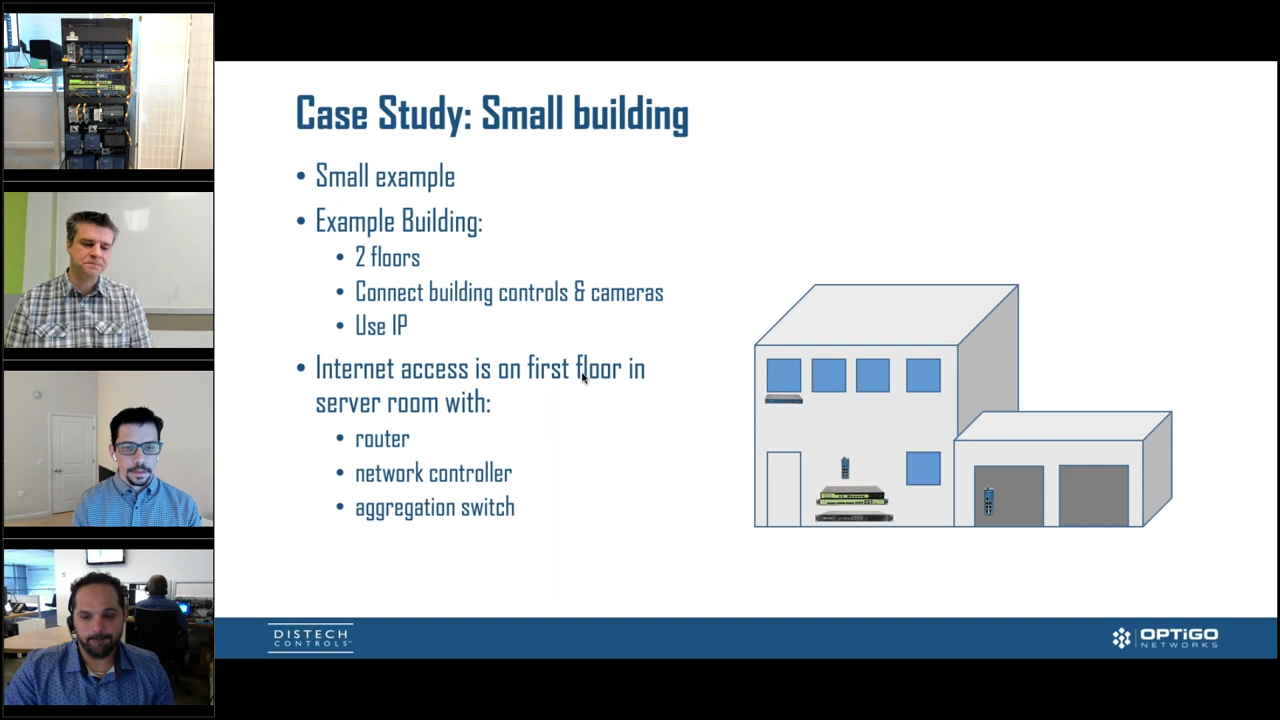 Case Study: Small building
• Small example
• Example Building:
• 2 floors
• Connect building controls & cameras
• Use IP
• Internet access is on first floor in
server room with:
• router
• network controller
• aggregation switch
DISTECH
CONTROLS™
OPTiGO
NETWORKS